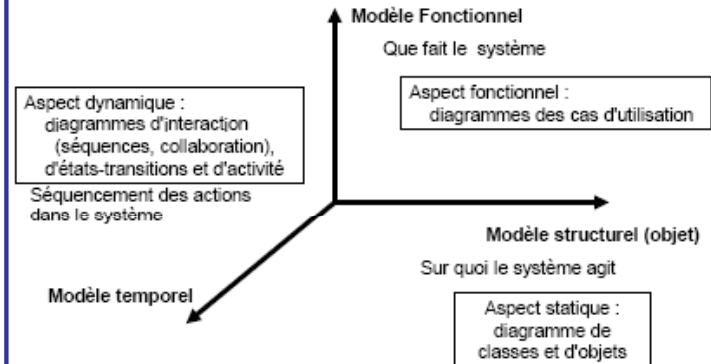 Modèle Fonctionnel
Que fait le système
Aspect fonctionnel :
diagrammes des cas d'utilisation
Aspect dynamique :
diagrammes d'interaction
(séquences, collaboration),
d'états-transitions et d'activité
Séquencement des actions
dans le système
Modèle structurel (objet)
Sur quoi le système agit
Modèle temporel
Aspect statique :
diagramme de
classes et d'objets